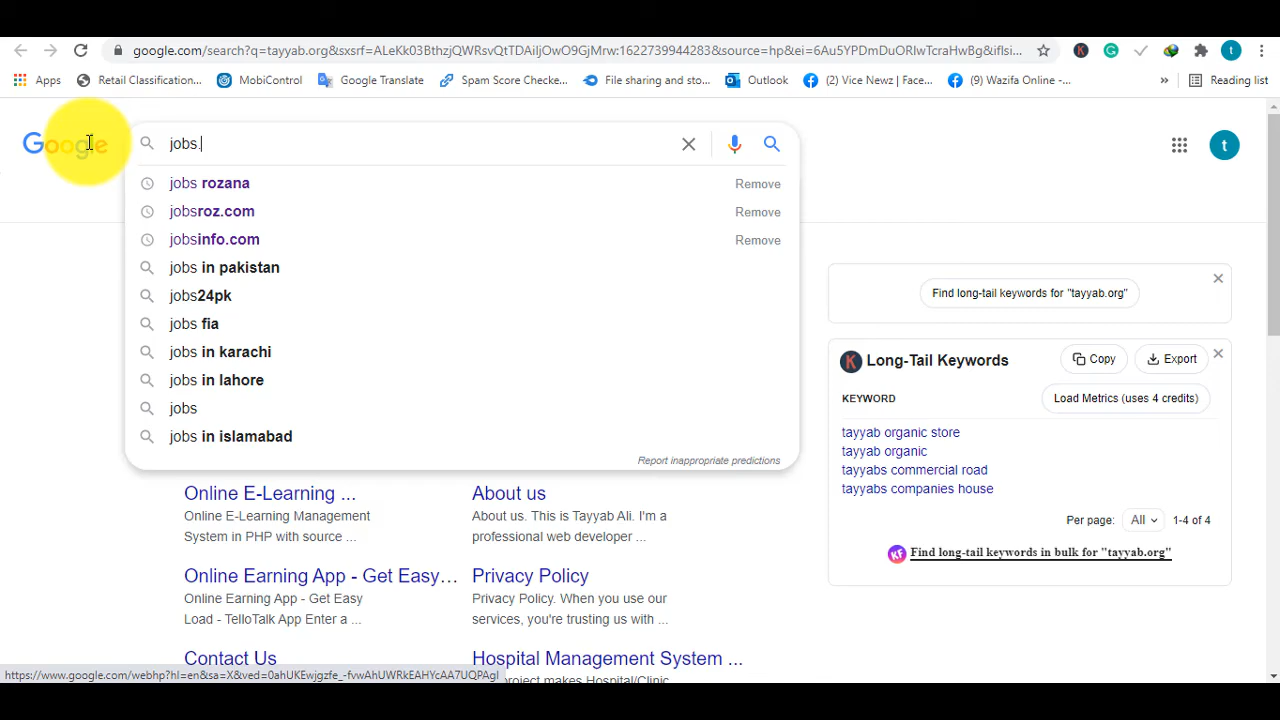 google.com/search?q=tayyab.org&sxsrf=ALeKk03BthzjQWRsvQtTDAiljOwO9GjMrw:1622739944283&source=hp&ei=6Au5YPDmDuORlwTcraHwBg&iflsi...
t
Apps
Retail Classification...
MobiControl
Google Translate
Spam Score Checke...
File sharing and sto...
Outlook
(2) Vice Newz | Face...
(9) Wazifa Online -...
»
Reading list
Google
jobs
t
jobs rozana
Remove
jobsroz.com
Remove
jobsinfo.com
Remove
jobs in pakistan
jobs24pk
jobs fia
jobs in karachi
jobs in lahore
jobs
jobs in islamabad
Report inappropriate predictions
Find long-tail keywords for "tayyab.org"
Long-Tail Keywords
Copy
Export
KEYWORD
Load Metrics (uses 4 credits)
tayyab organic store
tayyab organic
tayyabs commercial road
tayyabs companies house
Per page:
All
1-4 of 4
Find long-tail keywords in bulk for "tayyab.org"
Online E-Learning ...
Online E-Learning Management
System in PHP with source ...
About us
About us. This is Tayyab Ali. I'm a
professional web developer ...
Online Earning App - Get Easy...
Online Earning App - Get Easy
Load - TelloTalk App Enter a ...
Privacy Policy
Privacy Policy. When you use our
services, you're trusting us with ...
Contact Us
Hospital Management System ...
project makes Hospital/Clinic
https://www.google.com/webhp?hl=en&sa=X&ved=0ahUKEwjgzfe_-fvwAhUWRkEAHYcAA7UQPAgI